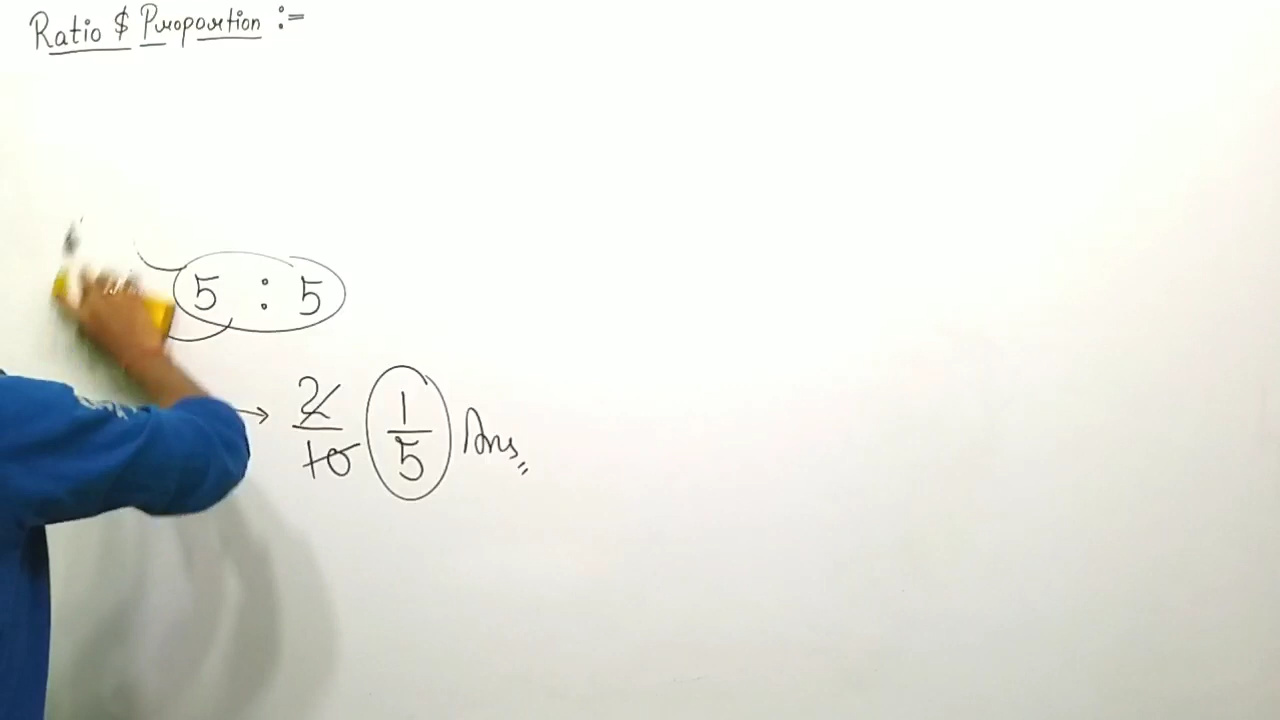 Ratio $ Proportion :-
5 : 5
→ 2/10 1/5 Ans